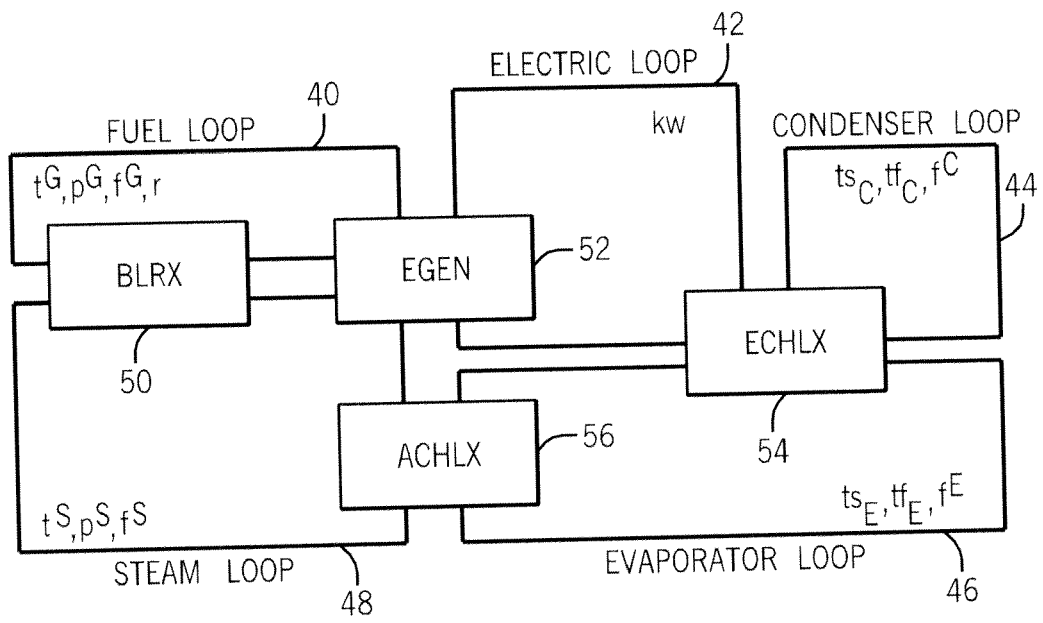 42
ELECTRIC LOOP
40
FUEL LOOP
kw
CONDENSER LOOP
tG,pG,fG,r
tsC,tfC,fC
44
BLRX
EGEN
52
ECHLX
50
54
ACHLX
56
tS,pS,fS
tsE,tfE,fE
STEAM LOOP
48
EVAPORATOR LOOP
46